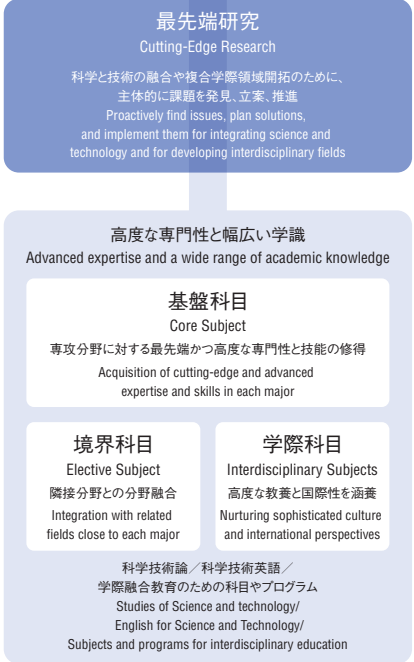 最先端研究
Cutting-Edge Research
科学と技術の融合や複合学際領域開拓のために、
主体的に課題を発見、立案、推進
Proactively find issues, plan solutions,
and implement them for integrating science and
technology and for developing interdisciplinary fields
高度な専門性と幅広い学識
Advanced expertise and a wide range of academic knowledge
基盤科目
Core Subject
専攻分野に対する最先端かつ高度な専門性と技能の修得
Acquisition of cutting-edge and advanced
expertise and skills in each major
境界科目
Elective Subject
隣接分野との分野融合
Integration with related
fields close to each major
学際科目
Interdisciplinary Subjects
高度な教養と国際性を涵養
Nurturing sophisticated culture
and international perspectives
科学技術論／科学技術英語／
学際融合教育のための科目やプログラム
Studies of Science and technology/
English for Science and Technology/
Subjects and programs for interdisciplinary education